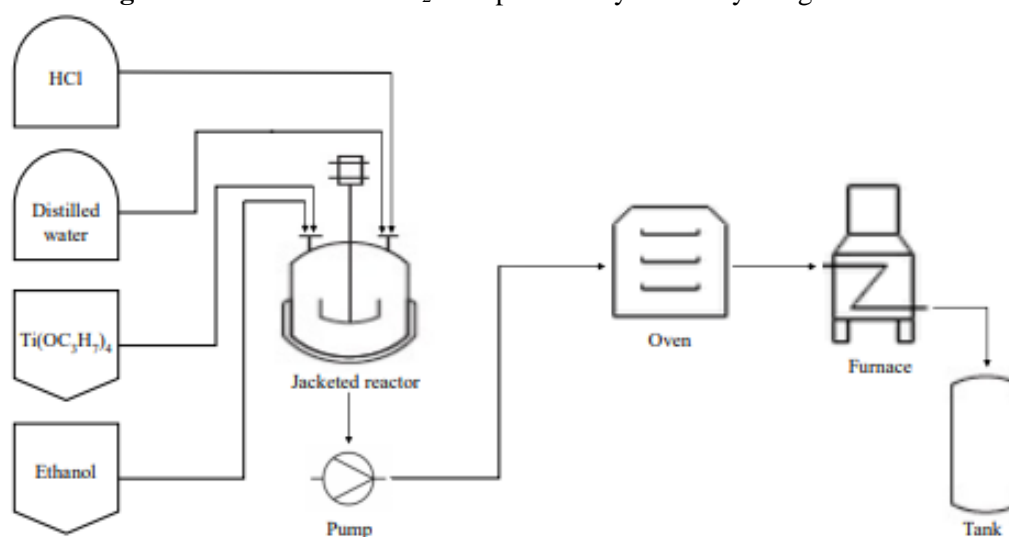 HCl
Distilled
water
Ti(OC₃H₇)₄
Ethanol
Jacketed reactor
Pump
Oven
Furnace
Tank